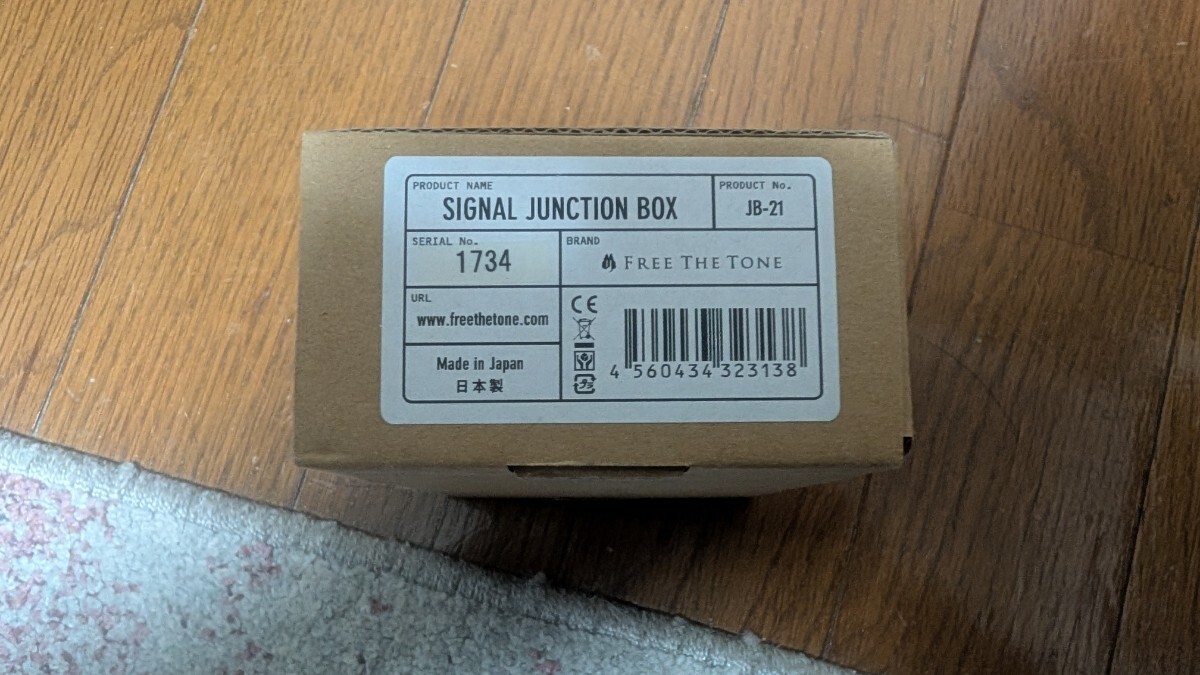 PRODUCT NAME
SIGNAL JUNCTION BOX
PRODUCT No.
JB-21
SERIAL No.
1734
BRAND
FREE THE TONE
URL
www.freethetone.com
Made in Japan
日本製
CE
4 560434 323138